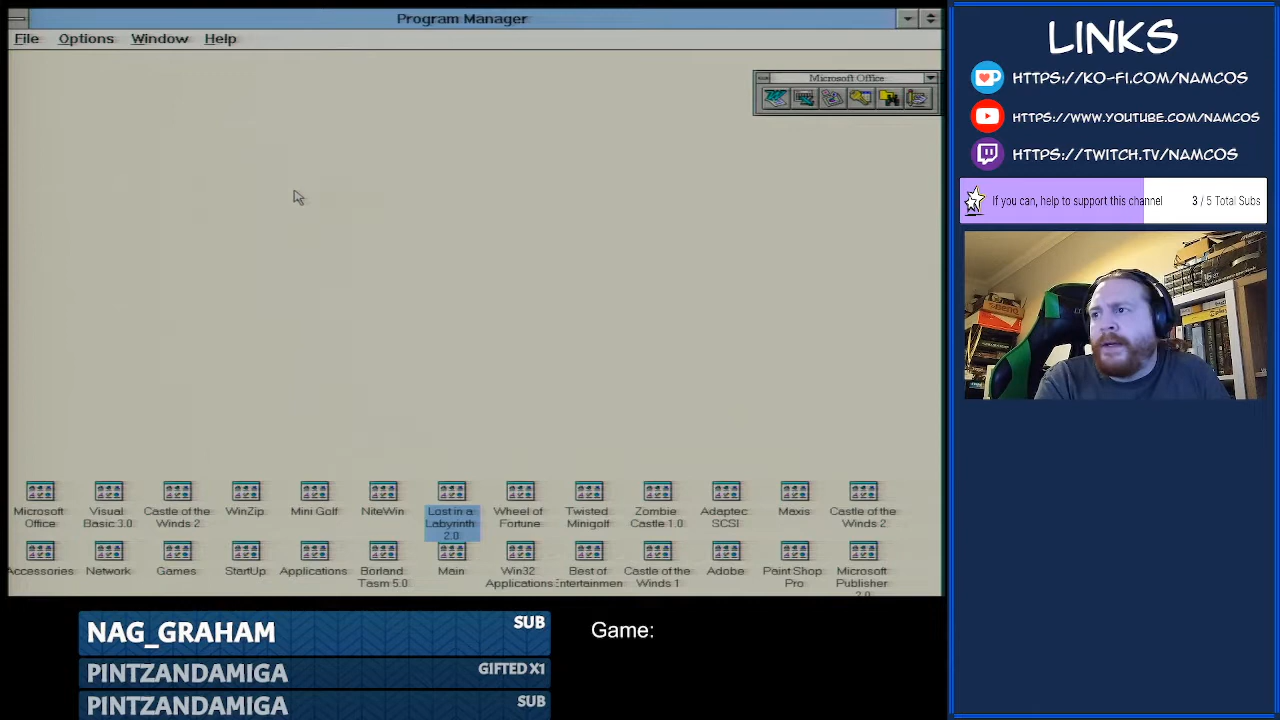 Program Manager
File Options Window Help
Microsoft Office
Microsoft Office
Visual Basic 3.0
Castle of the Winds 2
WinZip
Mini Golf
NiteWin
Lost in a Labyrinth 2.0
Wheel of Fortune
Twisted Minigolf
Zombie Castle 1.0
Adaptec SCSI
Maxis
Castle of the Winds 2
Accessories
Network
Games
StartUp
Applications
Borland Tasm 5.0
Main
Win32 Applications
Best of Entertainmen
Castle of the Winds 1
Adobe
Paint Shop Pro
Microsoft Publisher 2.0
LINKS
HTTPS://KO-FI.COM/NAMCOS
HTTPS://WWW.YOUTUBE.COM/NAMCOS
HTTPS://TWITCH.TV/NAMCOS
If you can, help to support this channel 3 / 5 Total Subs
NAG_GRAHAM SUB
PINTZANDAMIGA GIFTED X1
PINTZANDAMIGA SUB
Game: